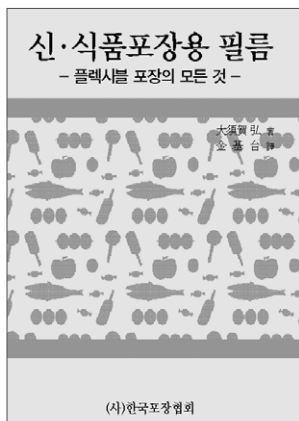 신·식품포장용 필름
– 플렉시블 포장의 모든 것 –
大須賀 弘 著
金 基 台 譯
(사)한국포장협회